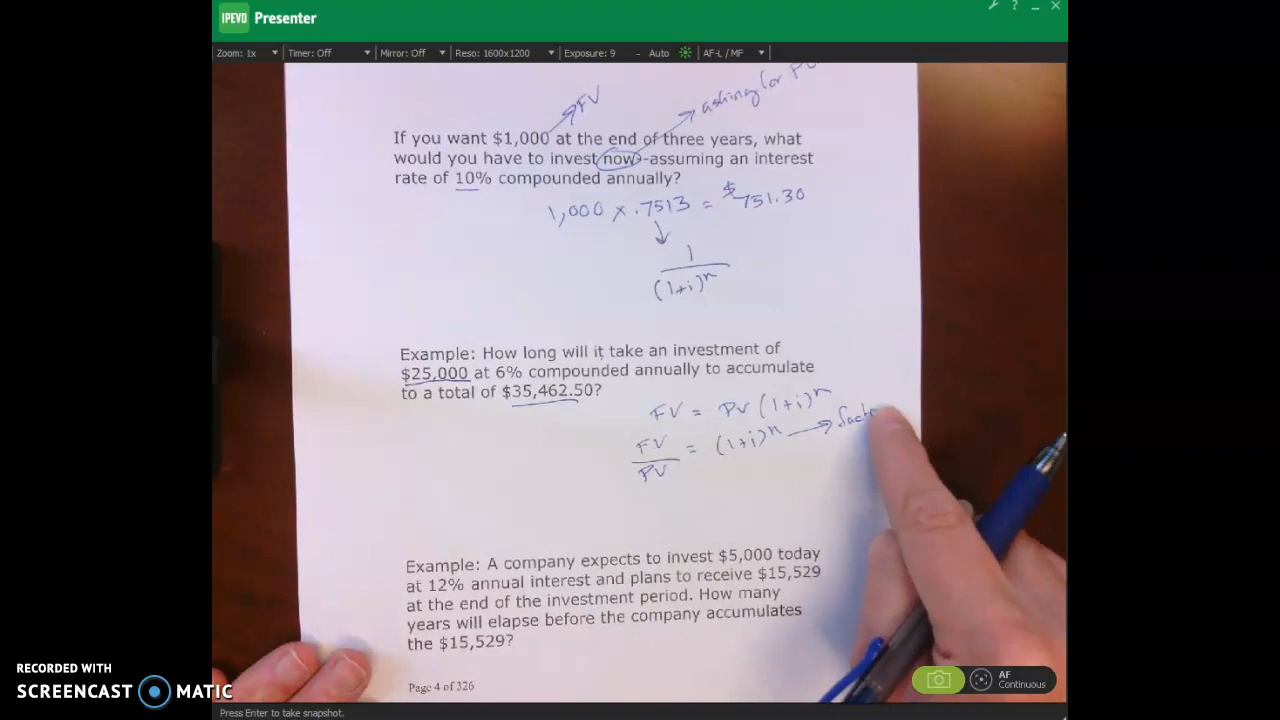 IPEVO Presenter
Zoom: 1x Timer: Off Mirror: Off Reso: 1600x1200 Exposure: 9 - Auto AF-L / MF
FV
asking for PV
If you want $1,000 at the end of three years, what
would you have to invest now-assuming an interest
rate of 10% compounded annually?
1,000 x .7513 = $751.30
1
(1+i)^n
Example: How long will it take an investment of
$25,000 at 6% compounded annually to accumulate
to a total of $35,462.50?
FV = PV (1+i)^n
FV
PV
= (1+i)^n
Example: A company expects to invest $5,000 today
at 12% annual interest and plans to receive $15,529
at the end of the investment period. How many
years will elapse before the company accumulates
the $15,529?
Page 4 of 326
RECORDED WITH
SCREENCAST MATIC
AF
Continuous
Press Enter to take snapshot.